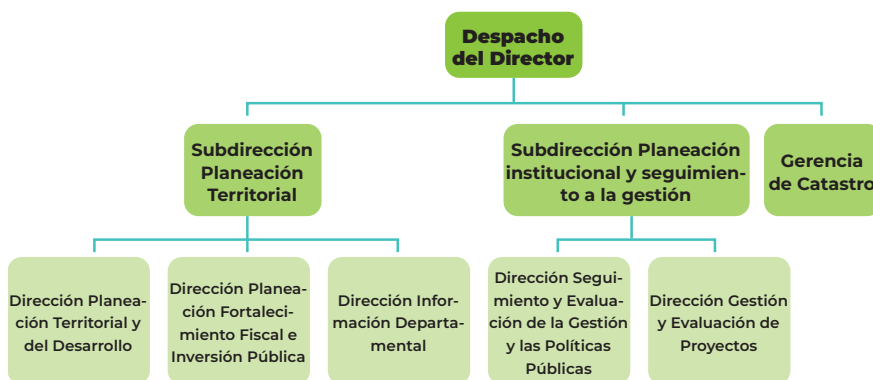 Despacho
del Director
Subdirección
Planeación
Territorial
Subdirección Planeación
institucional y seguimien-
to a la gestión
Gerencia
de Catastro
Dirección Planea-
ción Territorial y
del Desarrollo
Dirección Planea-
ción
Fortaleci-
miento Fiscal e
Inversión Pública
Dirección Infor-
mación Departa-
mental
Dirección Segui-
miento y Evalua-
ción de la Gestión
y las Políticas
Públicas
Dirección Gestión
y Evaluación de
Proyectos